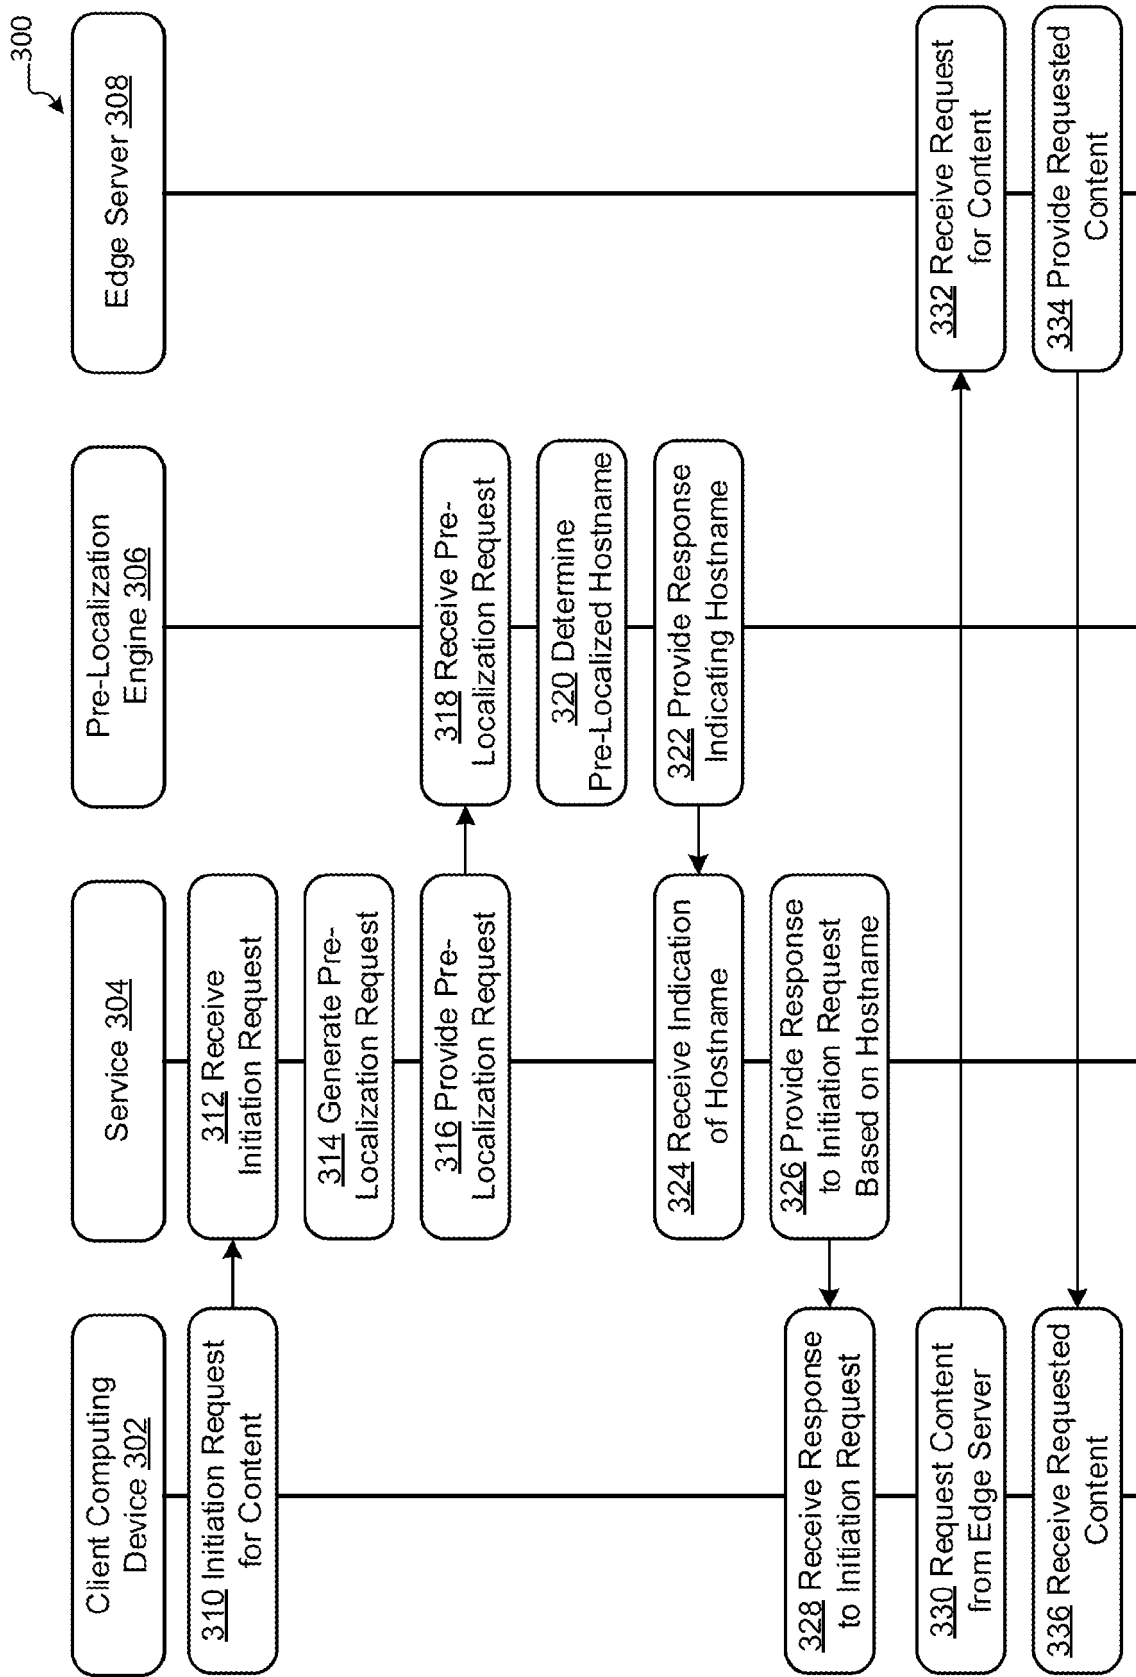 300
Client Computing
Device 302
Service 304
Pre-Localization
Engine 306
Edge Server 308
310 Initiation Request
for Content
312 Receive
Initiation Request
314 Generate Pre-
Localization Request
316 Provide Pre-
Localization Request
318 Receive Pre-
Localization Request
320 Determine
Pre-Localized Hostname
322 Provide Response
Indicating Hostname
324 Receive Indication
of Hostname
326 Provide Response
to Initiation Request
Based on Hostname
328 Receive Response
to Initiation Request
330 Request Content
from Edge Server
332 Receive Request
for Content
334 Provide Requested
Content
336 Receive Requested
Content